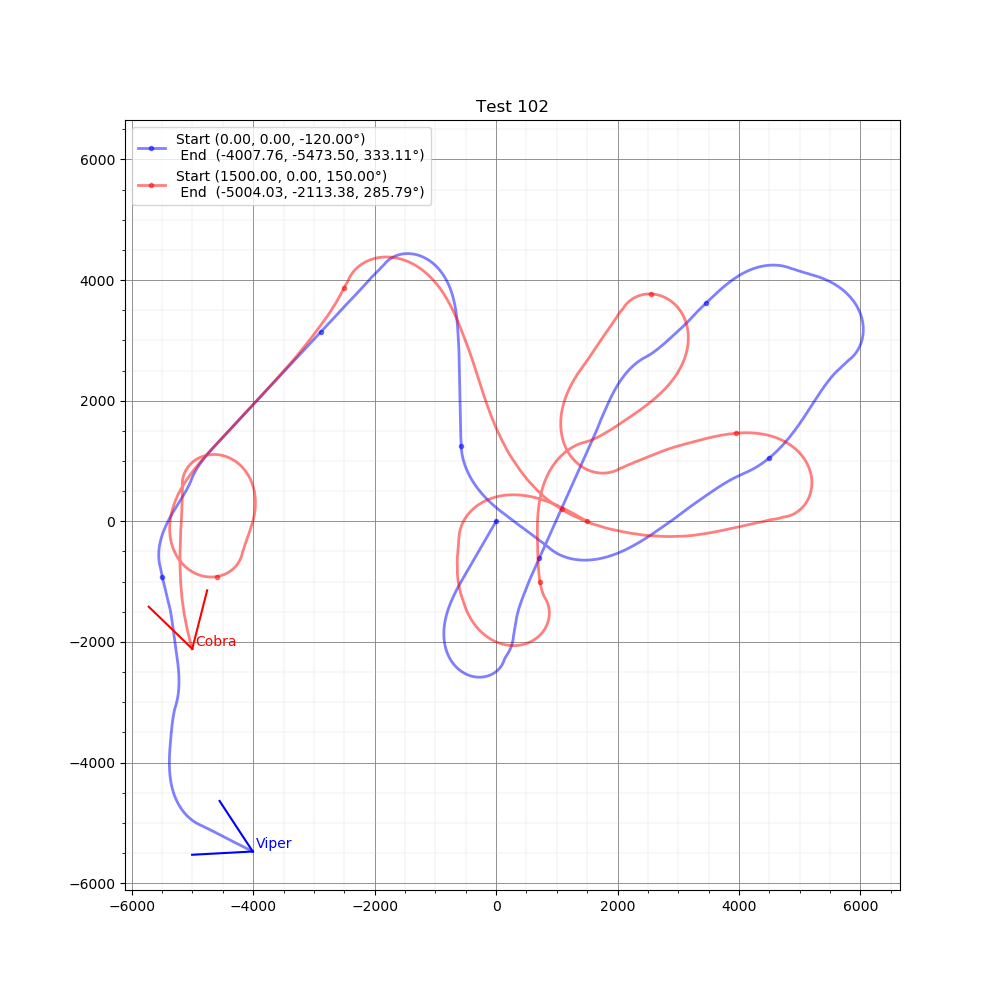 Test 102
Start (0.00, 0.00, -120.00°)
End  (-4007.76, -5473.50, 333.11°)
Start (1500.00, 0.00, 150.00°)
End  (-5004.03, -2113.38, 285.79°)
6000
4000
2000
0
−2000
−4000
−6000
Cobra
Viper
−6000 −4000 −2000 0 2000 4000 6000